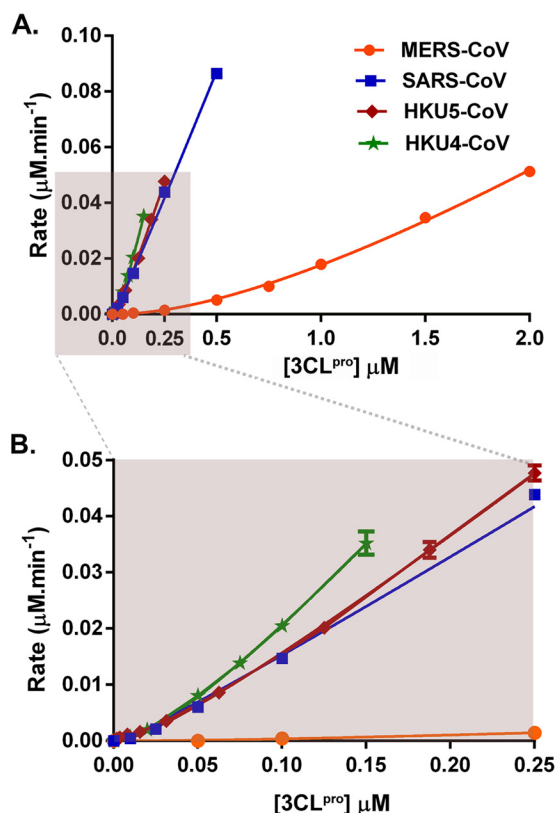 A.
MERS-CoV
SARS-CoV
HKU5-CoV
HKU4-CoV
Rate (μM.min⁻¹)
0.10
0.08
0.06
0.04
0.02
0.00
0.0 0.25 0.5 1.0 1.5 2.0
[3CLᵖʳᵒ] μM
B.
Rate (μM.min⁻¹)
0.05
0.04
0.03
0.02
0.01
0.00
0.00 0.05 0.10 0.15 0.20 0.25
[3CLᵖʳᵒ] μM